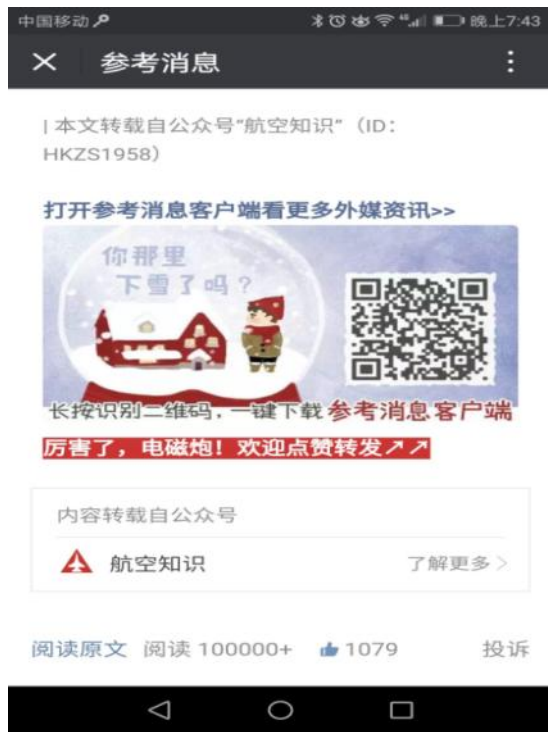 中国移动 晚上7:43
参考消息
| 本文转载自公众号“航空知识”（ID：
HKZS1958）
打开参考消息客户端看更多外媒资讯>>
你那里
下雪了吗？
长按识别二维码，一键下载 参考消息客户端
厉害了，电磁炮！欢迎点赞转发↗↗
内容转载自公众号
航空知识 了解更多>
阅读原文 阅读 100000+ 1079 投诉